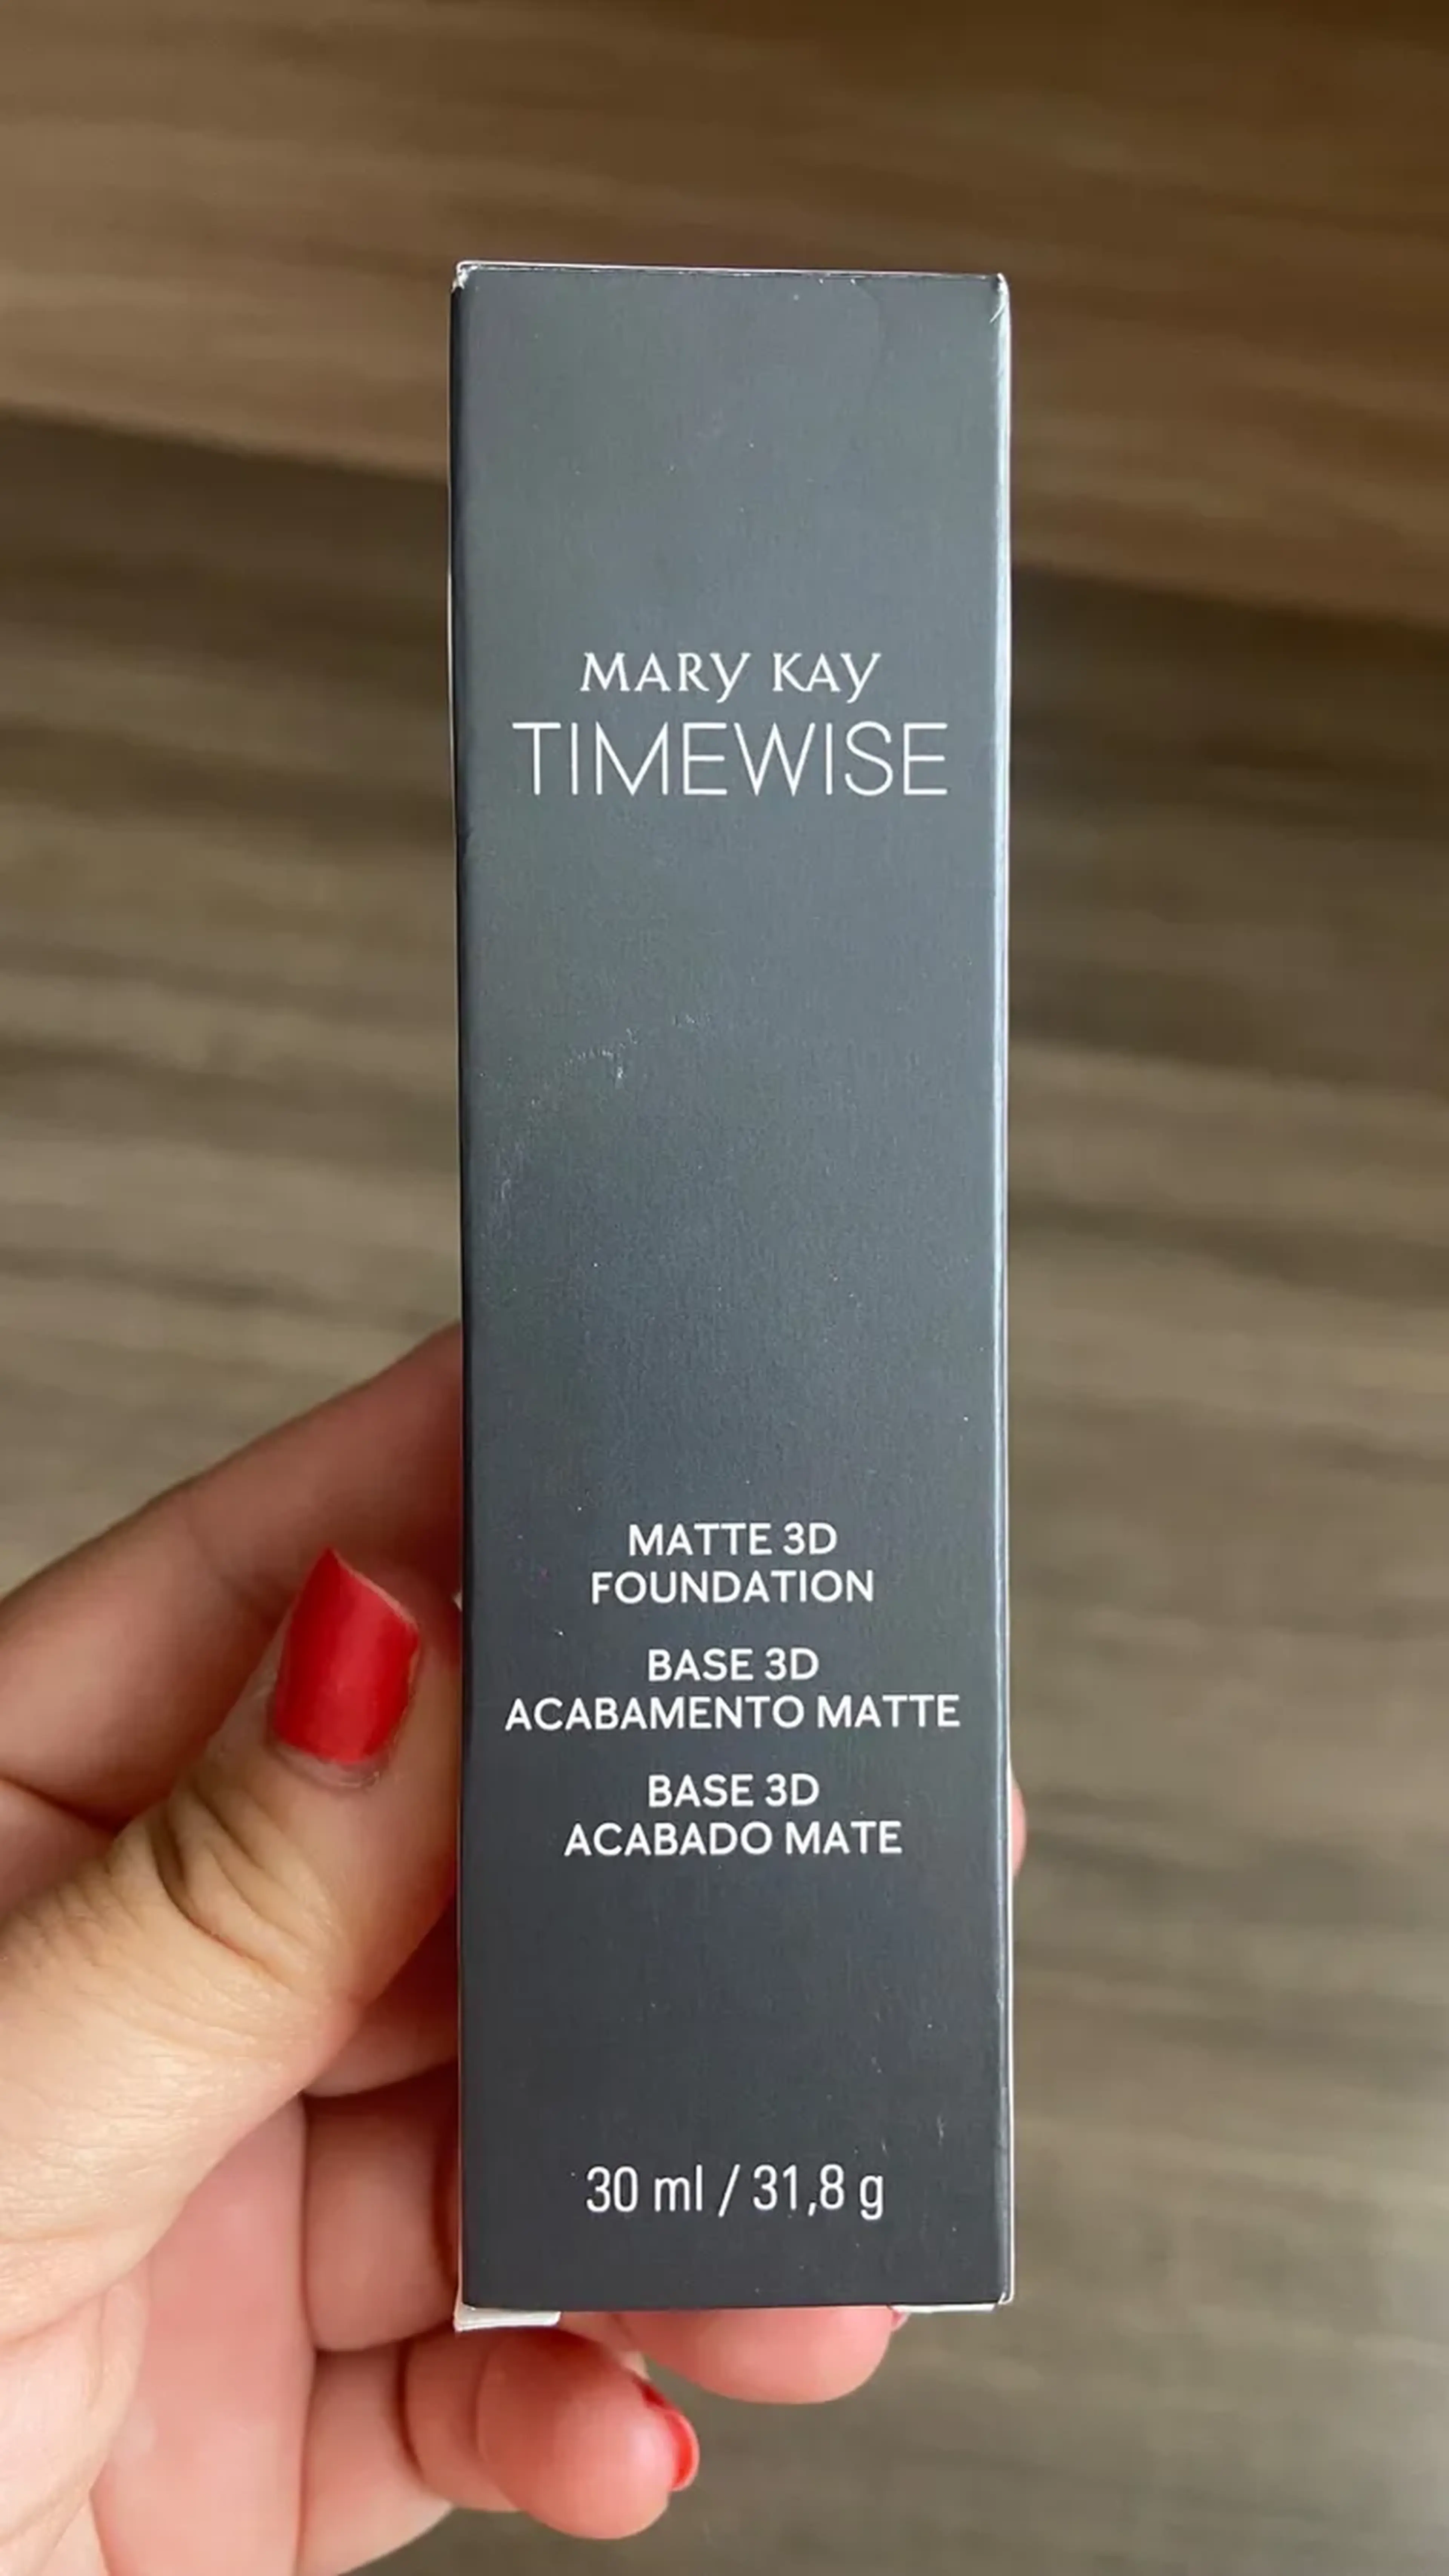 MARY KAY
TIMEWISE
MATTE 3D
FOUNDATION
BASE 3D
ACABAMENTO MATTE
BASE 3D
ACABADO MATE
30 ml / 31,8 g